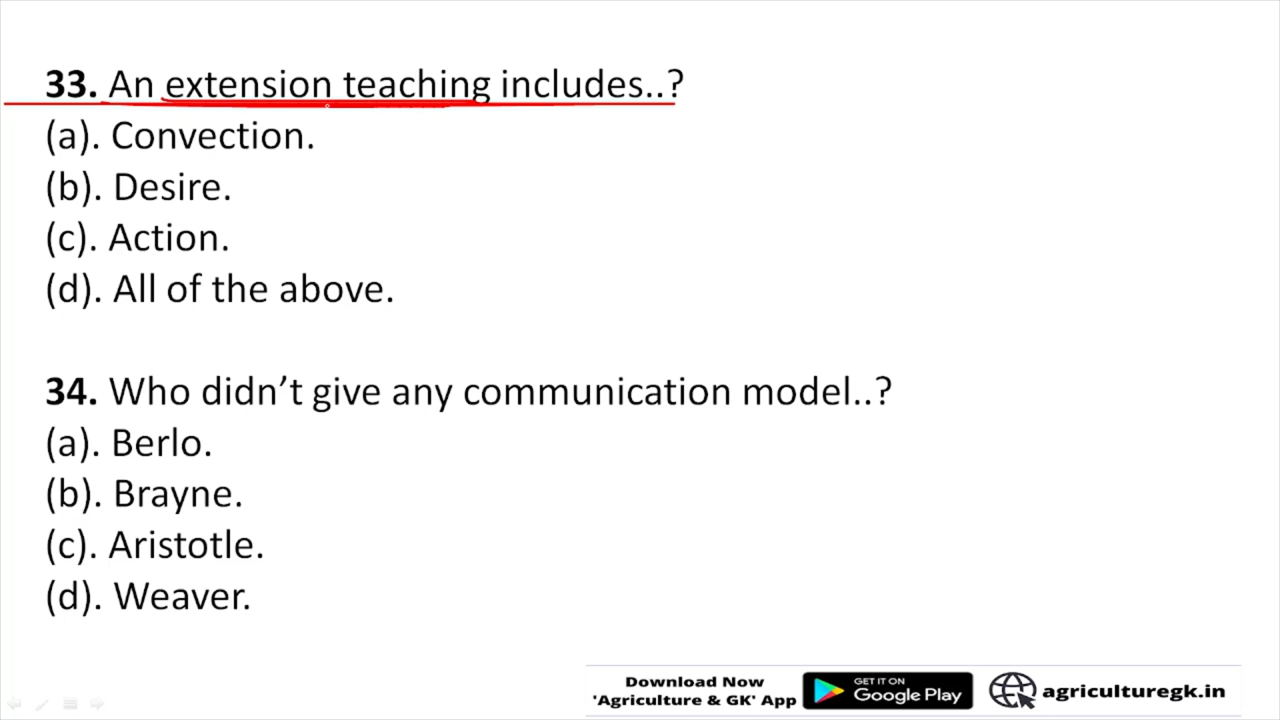 33. An extension teaching includes..?
(a). Convection.
(b). Desire.
(c). Action.
(d). All of the above.
34. Who didn’t give any communication model..?
(a). Berlo.
(b). Brayne.
(c). Aristotle.
(d). Weaver.
Download Now
'Agriculture & GK' App
GET IT ON
Google Play
agriculturegk.in